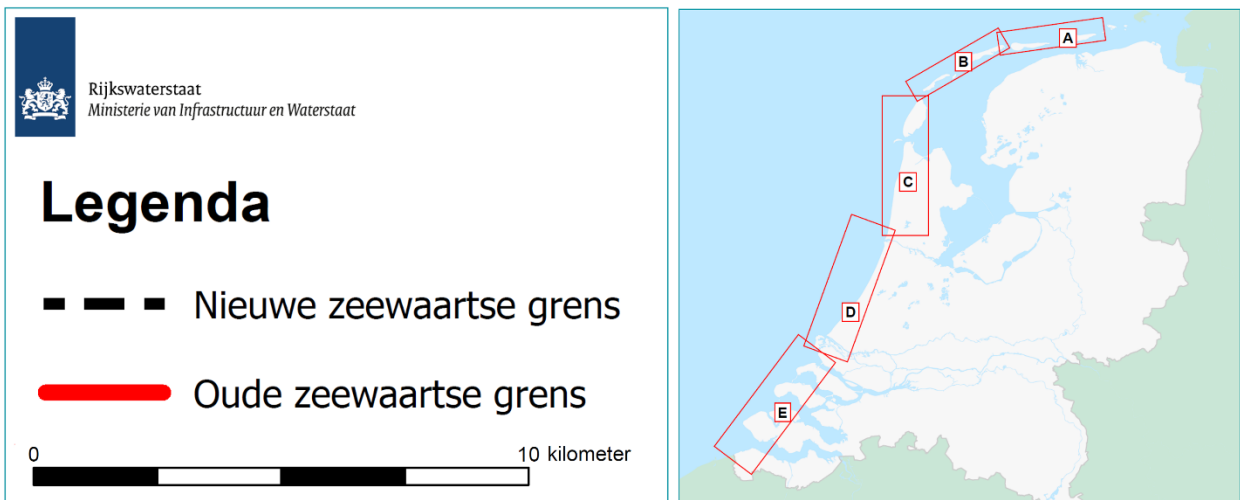 Rijkswaterstaat
Ministerie van Infrastructuur en Waterstaat
Legenda
Nieuwe zeewaartse grens
Oude zeewaartse grens
0 10 kilometer
A
B
C
D
E